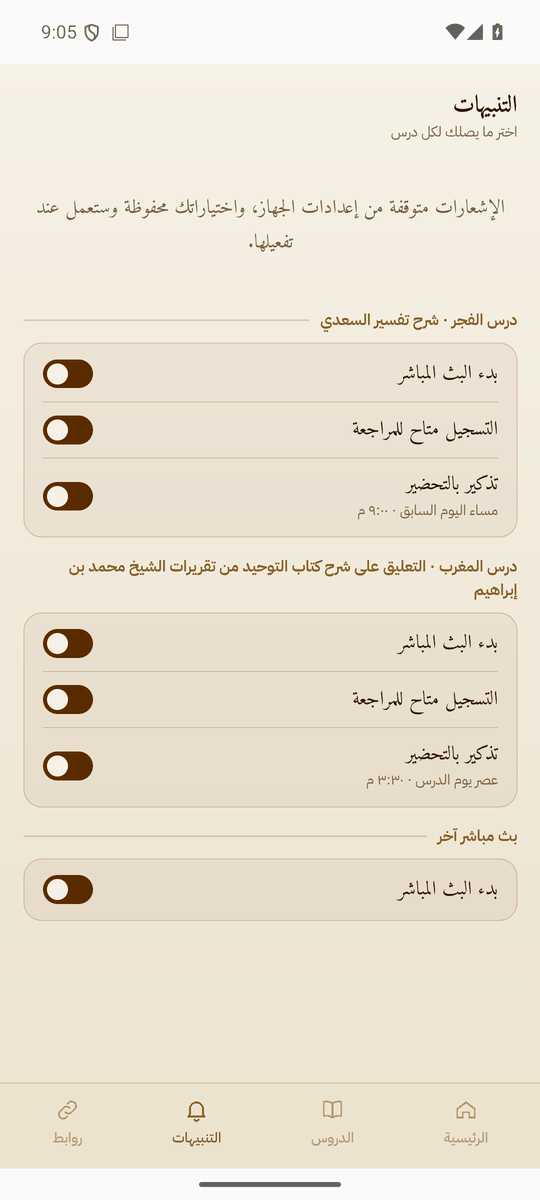 9:05
التنبيهات
اختر ما يصلك لكل درس
الإشعارات متوقفة من إعدادات الجهاز، واختياراتك محفوظة وستعمل عند
تفعيلها.
درس الفجر · شرح تفسير السعدي
بدء البث المباشر
التسجيل متاح للمراجعة
تذكير بالتحضير
مساء اليوم السابق · ٩:٠٠ م
درس المغرب · التعليق على شرح كتاب التوحيد من تقريرات الشيخ محمد بن
إبراهيم
بدء البث المباشر
التسجيل متاح للمراجعة
تذكير بالتحضير
عصر يوم الدرس · ٣:٣٠ م
بث مباشر آخر
بدء البث المباشر
الرئيسية
الدروس
التنبيهات
روابط